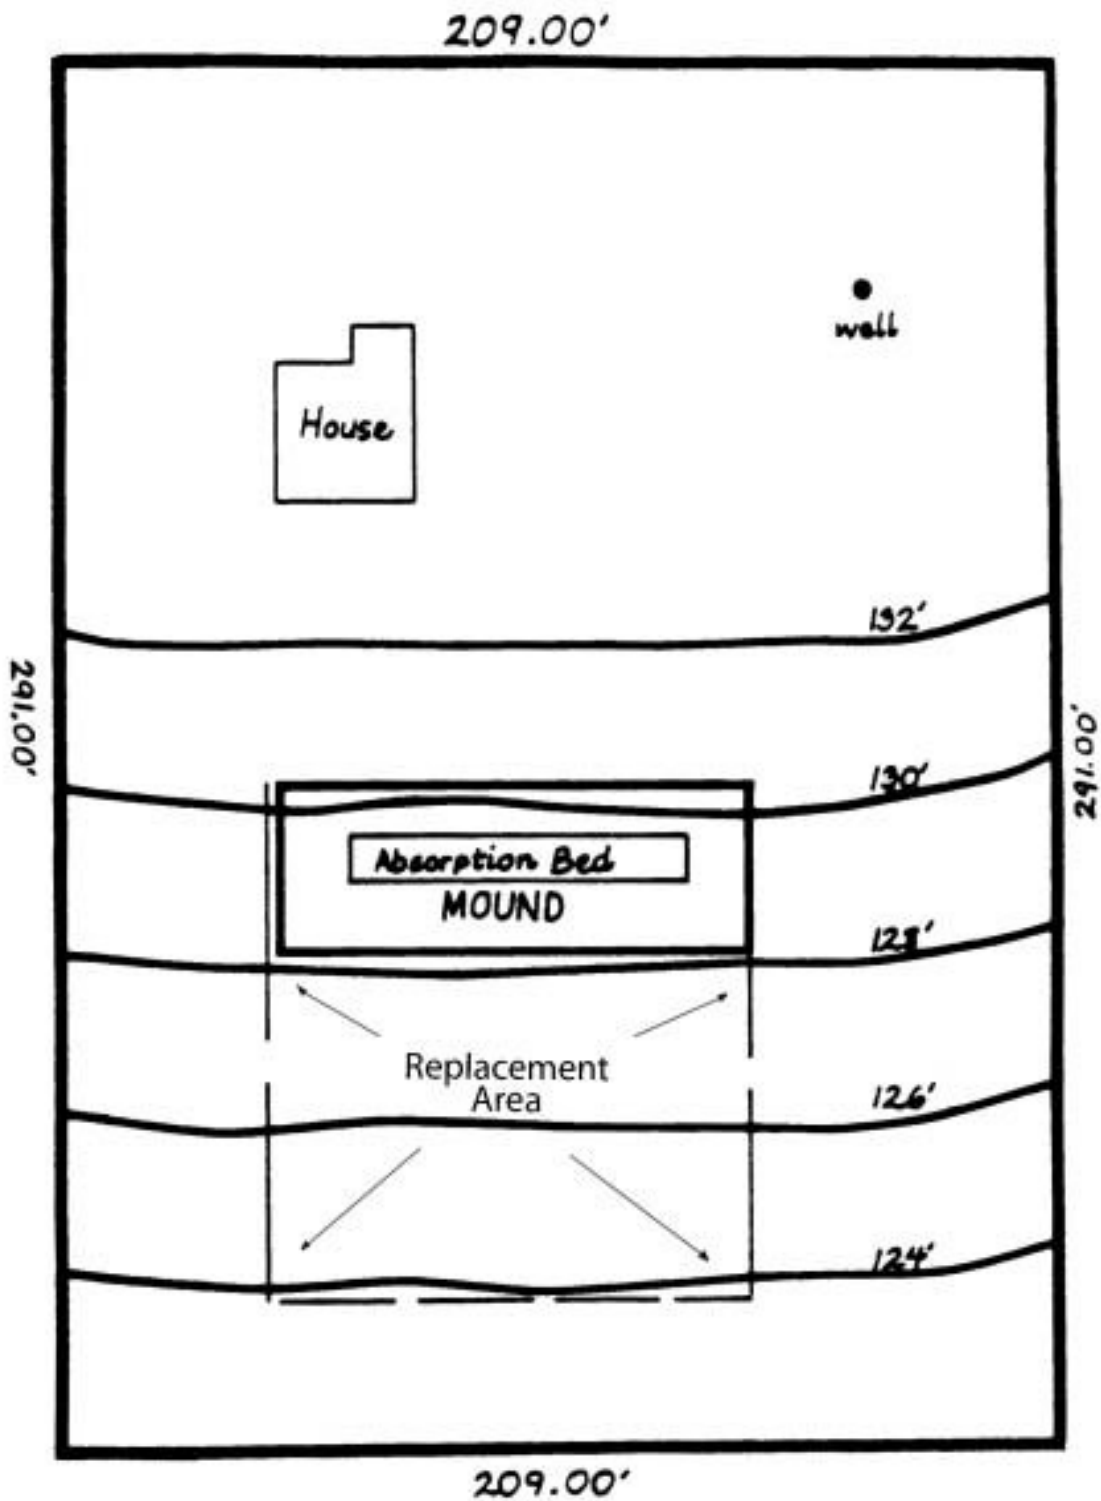 209.00'
well
House
132'
291.00'
130'
291.00'
Absorption Bed
MOUND
128'
Replacement
Area
126'
124'
209.00'